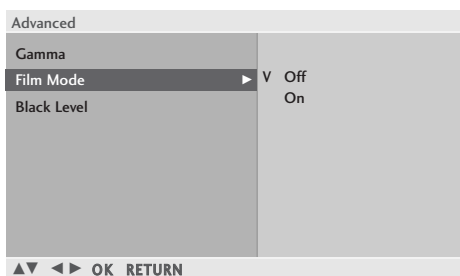 Advanced
Gamma
Film Mode ► V Off
On
Black Level
▲▼ ◄► OK RETURN